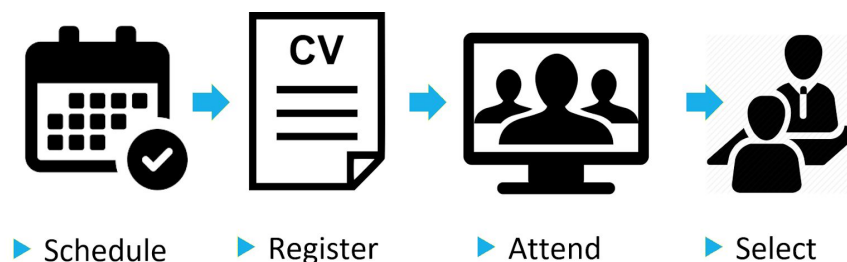 CV
Schedule
Register
Attend
Select